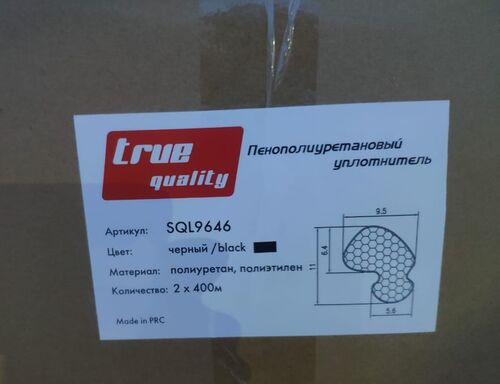 true
quality
Пенополиуретановый
уплотнитель
Артикул: SQL9646
Цвет: черный /black
Материал: полиуретан, полиэтилен
Количество: 2 x 400м
Made in PRC
9.5
6.4
11
5.6